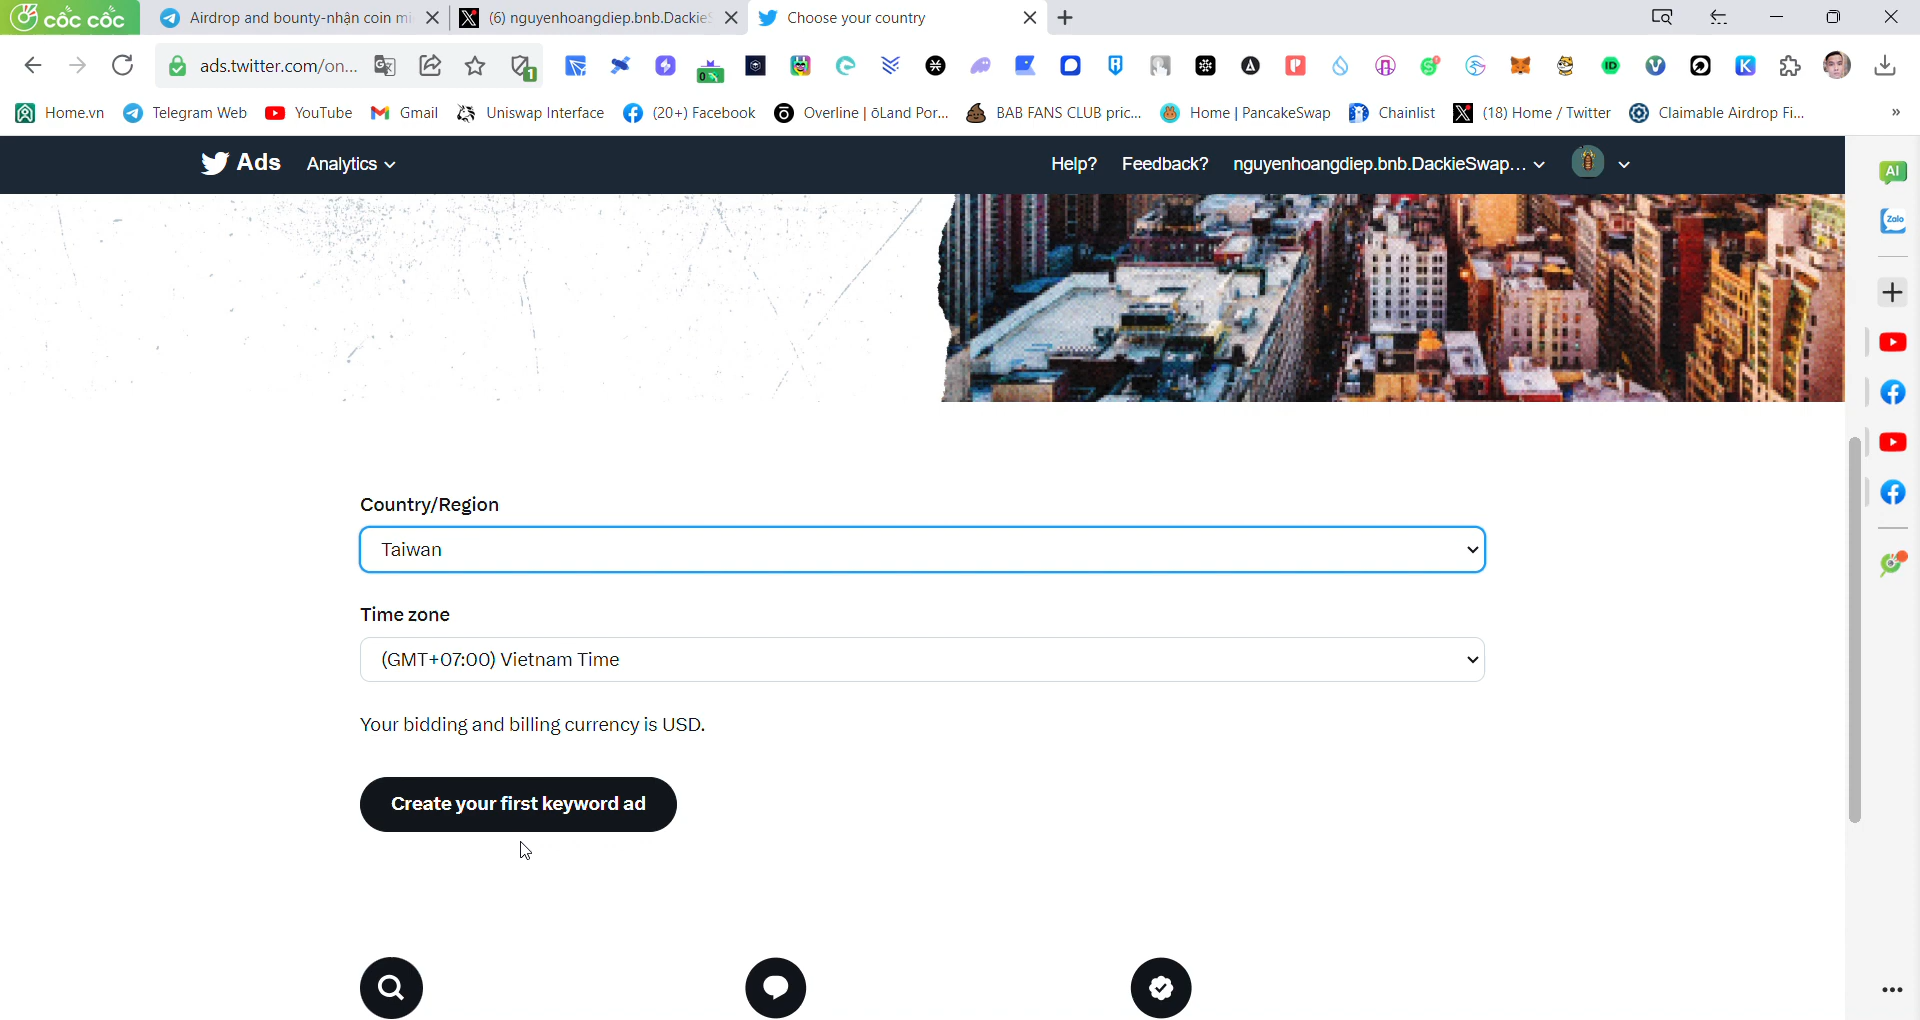 cốc cốc
Airdrop and bounty-nhận coin mi
(6) nguyenhoangdiep.bnb.Dackie
Choose your country
ads.twitter.com/on...
1
0
ID
Home.vn
Telegram Web
YouTube
Gmail
Uniswap Interface
(20+) Facebook
Overline | ōLand Por...
BAB FANS CLUB pric...
Home | PancakeSwap
Chainlist
(18) Home / Twitter
Claimable Airdrop Fi...
»
Ads
Analytics
Help?
Feedback?
nguyenhoangdiep.bnb.DackieSwap...
AI
Zalo
Country/Region
Taiwan
Time zone
(GMT+07:00) Vietnam Time
Your bidding and billing currency is USD.
Create your first keyword ad